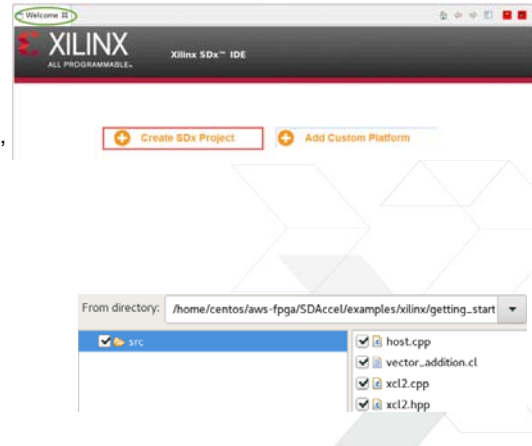 Welcome
XILINX
ALL PROGRAMMABLE™
Xilinx SDx™ IDE
Create SDx Project
Add Custom Platform
,
From directory: /home/centos/aws-fpga/SDAccel/examples/xilinx/getting_start
src
host.cpp
vector_addition.cl
xcl2.cpp
xcl2.hpp